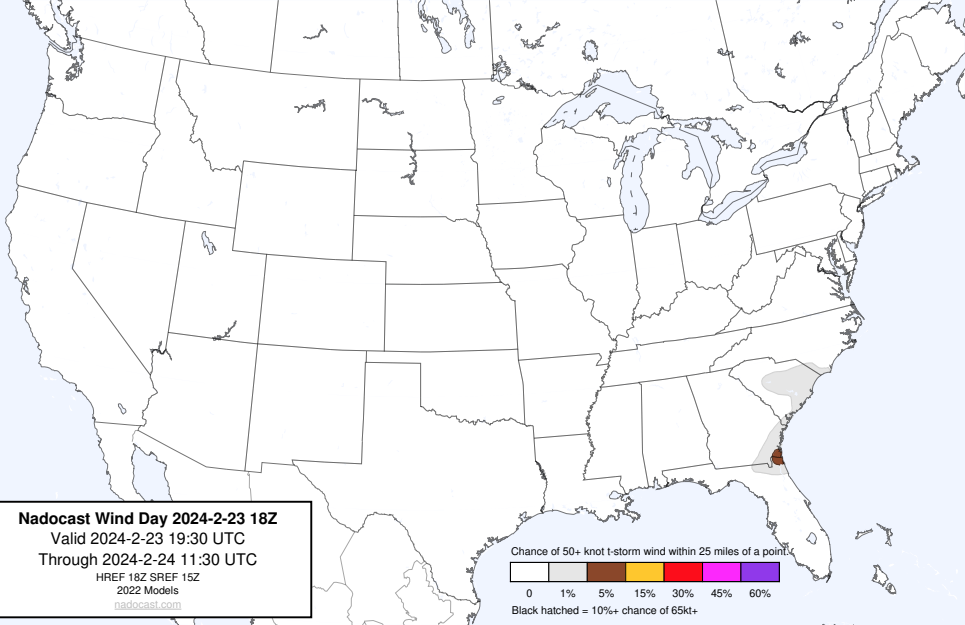 Nadocast Wind Day 2024-2-23 18Z
Valid 2024-2-23 19:30 UTC
Through 2024-2-24 11:30 UTC
HREF 18Z SREF 15Z
2022 Models
nadocast.com
Chance of 50+ knot t-storm wind within 25 miles of a point.
0 1% 5% 15% 30% 45% 60%
Black hatched = 10%+ chance of 65kt+